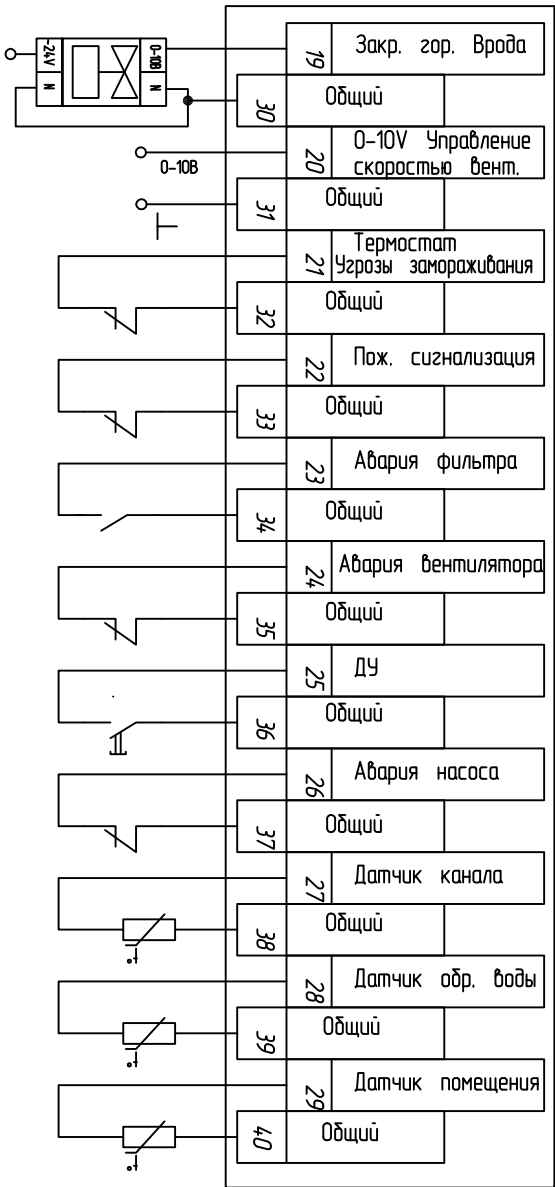 ~24V
0-10В
N
N
19
Закр. гор. Врода
30
Общий
0-10В
20
0-10V Управление
скоростью вент.
31
Общий
21
Термостат
Угрозы замораживания
32
Общий
22
Пож. сигнализация
33
Общий
23
Авария фильтра
34
Общий
24
Авария вентилятора
35
Общий
25
ДУ
36
Общий
26
Авария насоса
37
Общий
27
Датчик канала
38
Общий
t°
28
Датчик обр. воды
39
Общий
t°
29
Датчик помещения
40
Общий
t°